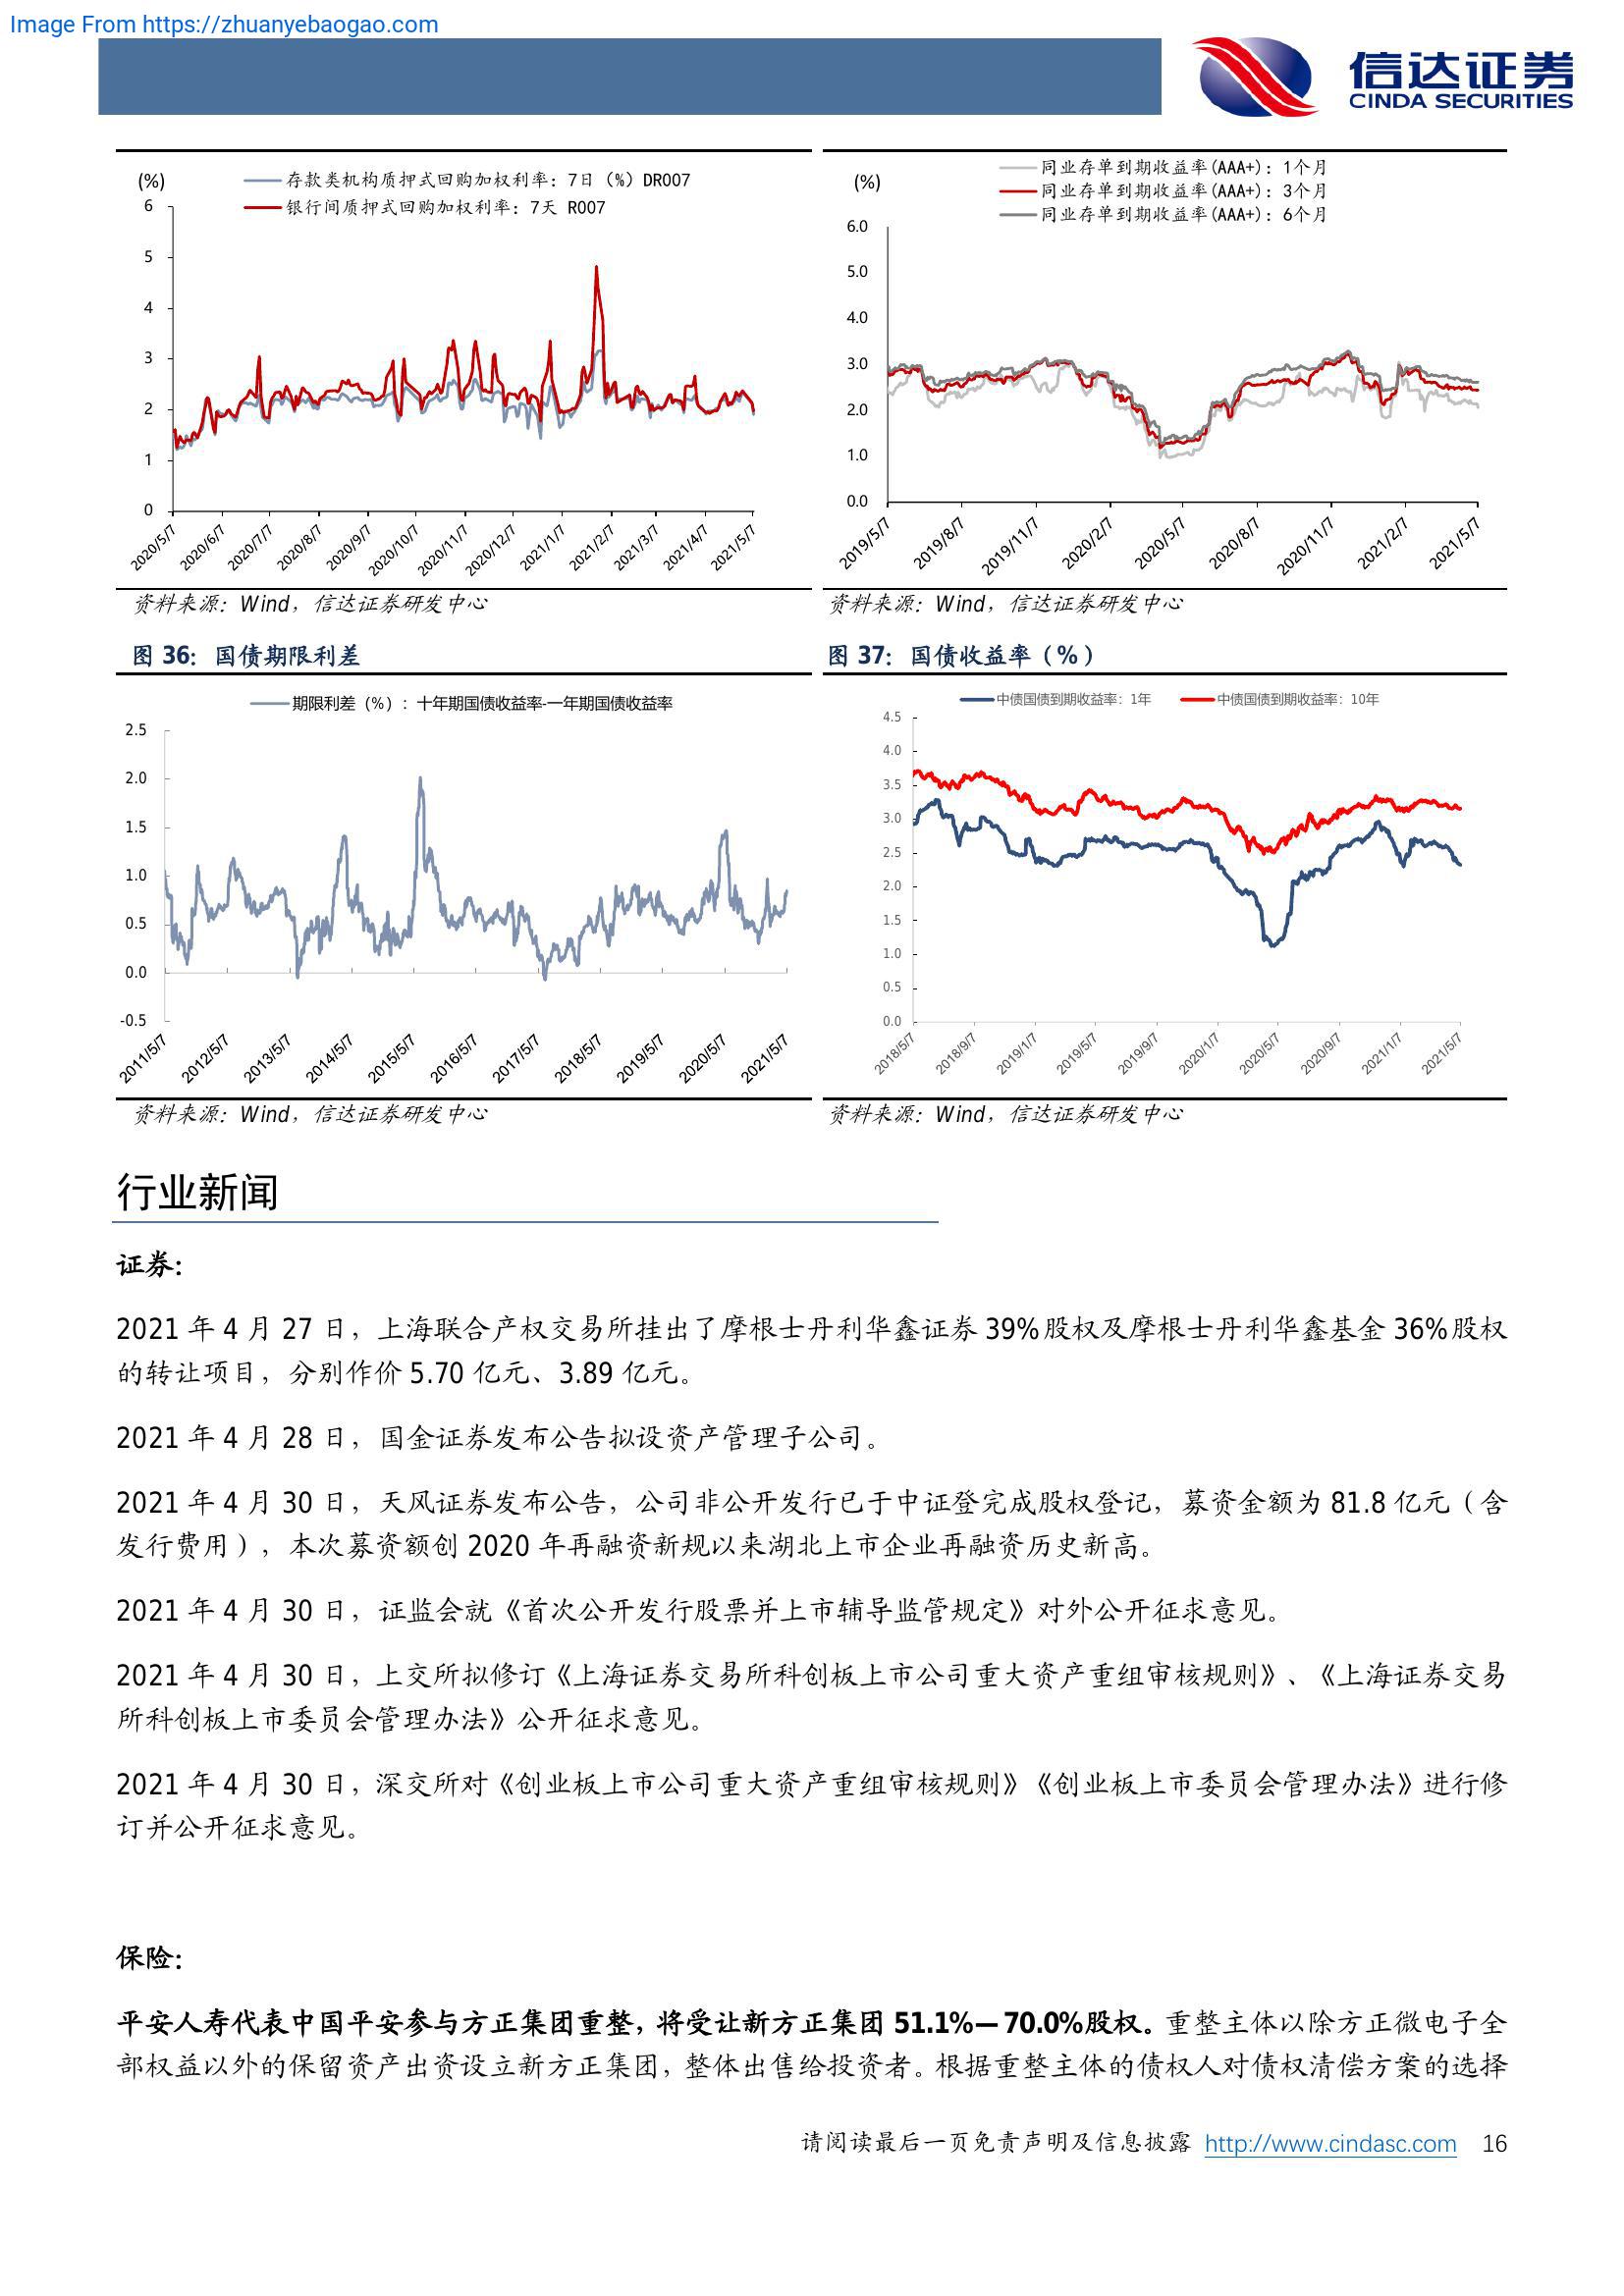 Image From https://zhuanyebaogao.com
信达证券
CINDA SECURITIES
(%)
存款类机构质押式回购加权利率：7日（%）DR007
银行间质押式回购加权利率：7天 R007
6
5
4
3
2
1
0
2020/5/7
2020/6/7
2020/7/7
2020/8/7
2020/9/7
2020/10/7
2020/11/7
2020/12/7
2021/1/7
2021/2/7
2021/3/7
2021/4/7
2021/5/7
(%)
同业存单到期收益率(AAA+)：1个月
同业存单到期收益率(AAA+)：3个月
同业存单到期收益率(AAA+)：6个月
6.0
5.0
4.0
3.0
2.0
1.0
0.0
2019/5/7
2019/8/7
2019/11/7
2020/2/7
2020/5/7
2020/8/7
2020/11/7
2021/2/7
2021/5/7
资料来源：Wind，信达证券研发中心
资料来源：Wind，信达证券研发中心
图 36：国债期限利差
图 37：国债收益率（%）
期限利差（%）：十年期国债收益率-一年期国债收益率
2.5
2.0
1.5
1.0
0.5
0.0
-0.5
2011/5/7
2012/5/7
2013/5/7
2014/5/7
2015/5/7
2016/5/7
2017/5/7
2018/5/7
2019/5/7
2020/5/7
2021/5/7
中债国债到期收益率：1年
中债国债到期收益率：10年
4.5
4.0
3.5
3.0
2.5
2.0
1.5
1.0
0.5
0.0
2018/5/7
2018/9/7
2019/1/7
2019/5/7
2019/9/7
2020/1/7
2020/5/7
2020/9/7
2021/1/7
2021/5/7
资料来源：Wind，信达证券研发中心
资料来源：Wind，信达证券研发中心
行业新闻
证券：
2021 年 4 月 27 日，上海联合产权交易所挂出了摩根士丹利华鑫证券 39%股权及摩根士丹利华鑫基金 36%股权
的转让项目，分别作价 5.70 亿元、3.89 亿元。
2021 年 4 月 28 日，国金证券发布公告拟设资产管理子公司。
2021 年 4 月 30 日，天风证券发布公告，公司非公开发行已于中证登完成股权登记，募资金额为 81.8 亿元（含
发行费用），本次募资额创 2020 年再融资新规以来湖北上市企业再融资历史新高。
2021 年 4 月 30 日，证监会就《首次公开发行股票并上市辅导监管规定》对外公开征求意见。
2021 年 4 月 30 日，上交所拟修订《上海证券交易所科创板上市公司重大资产重组审核规则》、《上海证券交易
所科创板上市委员会管理办法》公开征求意见。
2021 年 4 月 30 日，深交所对《创业板上市公司重大资产重组审核规则》《创业板上市委员会管理办法》进行修
订并公开征求意见。
保险：
平安人寿代表中国平安参与方正集团重整，将受让新方正集团 51.1%—70.0%股权。重整主体以除方正微电子全
部权益以外的保留资产出资设立新方正集团，整体出售给投资者。根据重整主体的债权人对债权清偿方案的选择
请阅读最后一页免责声明及信息披露 http://www.cindasc.com 16